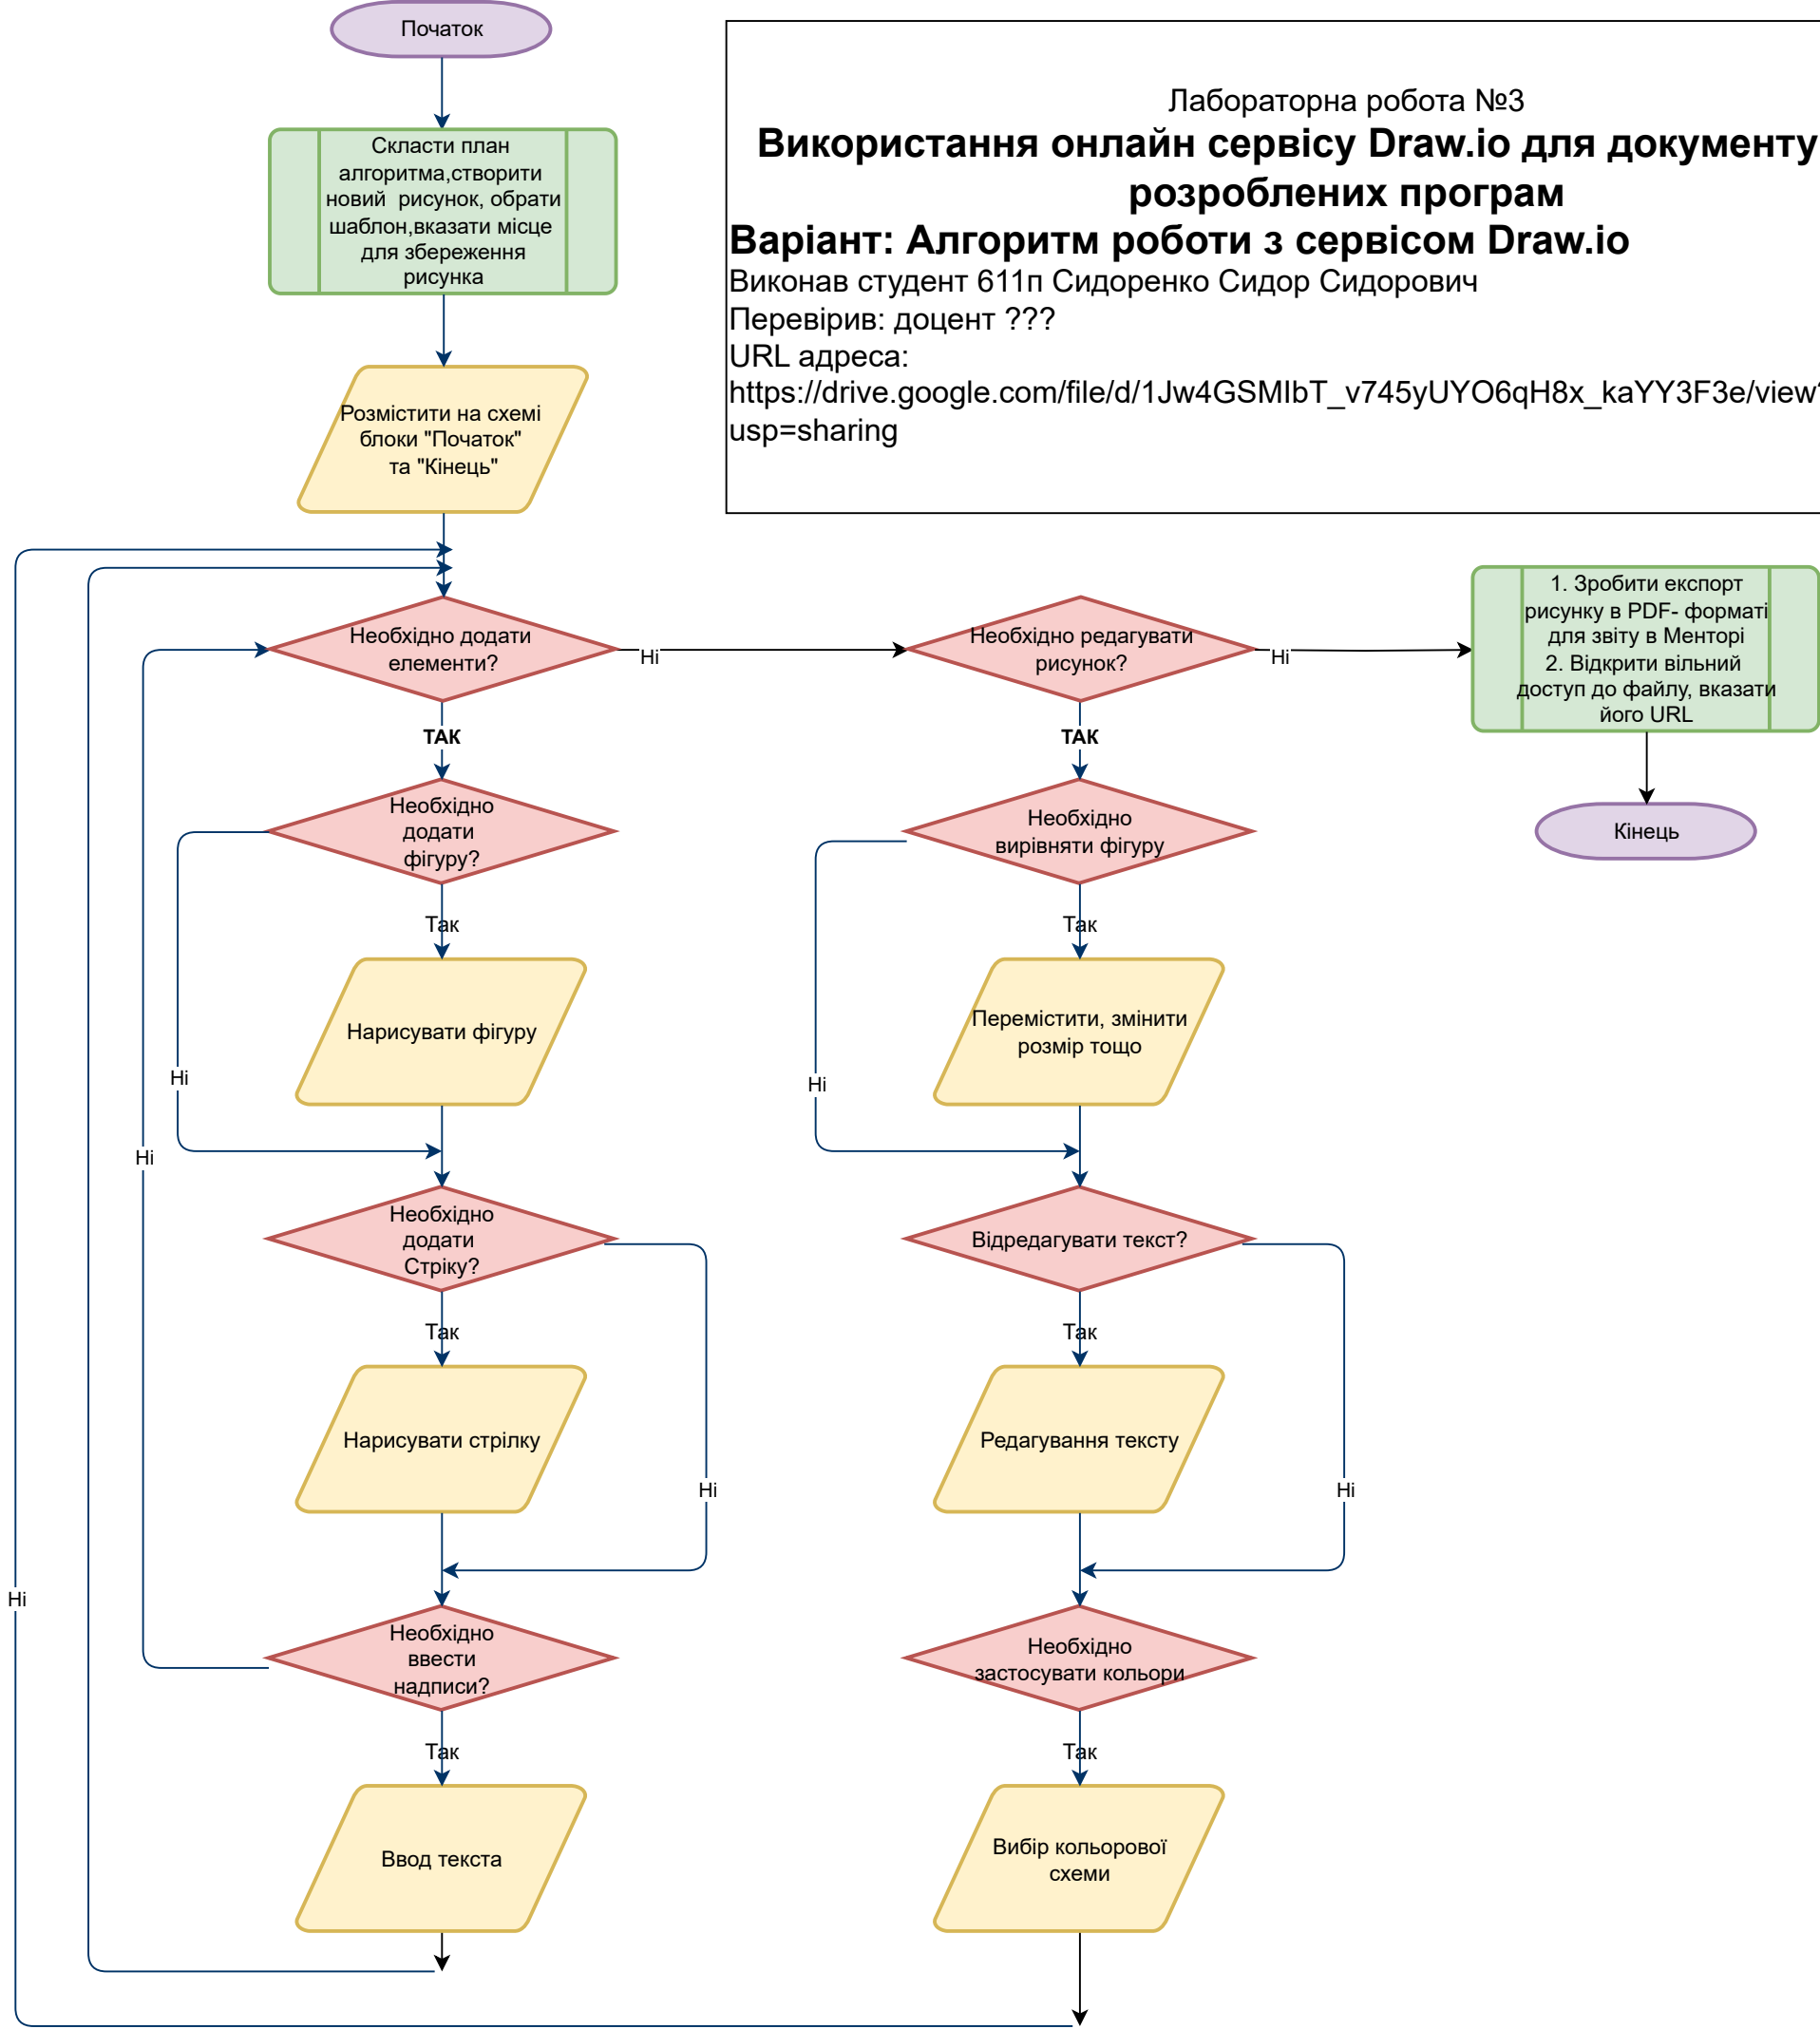 Початок
Скласти план
алгоритма,створити
новий рисунок, обрати
шаблон,вказати місце
для збереження
рисунка
Розмістити на схемі
блоки "Початок"
та "Кінець"
Лабораторна робота №3
Використання онлайн сервісу Draw.io для документу
розроблених програм
Варіант: Алгоритм роботи з сервісом Draw.io
Виконав студент 611п Сидоренко Сидор Сидорович
Перевірив: доцент ???
URL адреса:
https://drive.google.com/file/d/1Jw4GSMIbT_v745yUYO6qH8x_kaYY3F3e/view?
usp=sharing
Необхідно додати
елементи?
Ні
Необхідно редагувати
рисунок?
Ні
1. Зробити експорт
рисунку в PDF- форматі
для звіту в Менторі
2. Відкрити вільний
доступ до файлу, вказати
його URL
Кінець
ТАК
Необхідно
додати
фігуру?
Так
Нарисувати фігуру
Ні
Ні
Необхідно
додати
Стріку?
Так
Нарисувати стрілку
Ні
Необхідно
ввести
надписи?
Так
Ввод текста
Ні
ТАК
Необхідно
вирівняти фігуру
Так
Перемістити, змінити
розмір тощо
Ні
Відредагувати текст?
Так
Редагування тексту
Ні
Необхідно
застосувати кольори
Так
Вибір кольорової
схеми